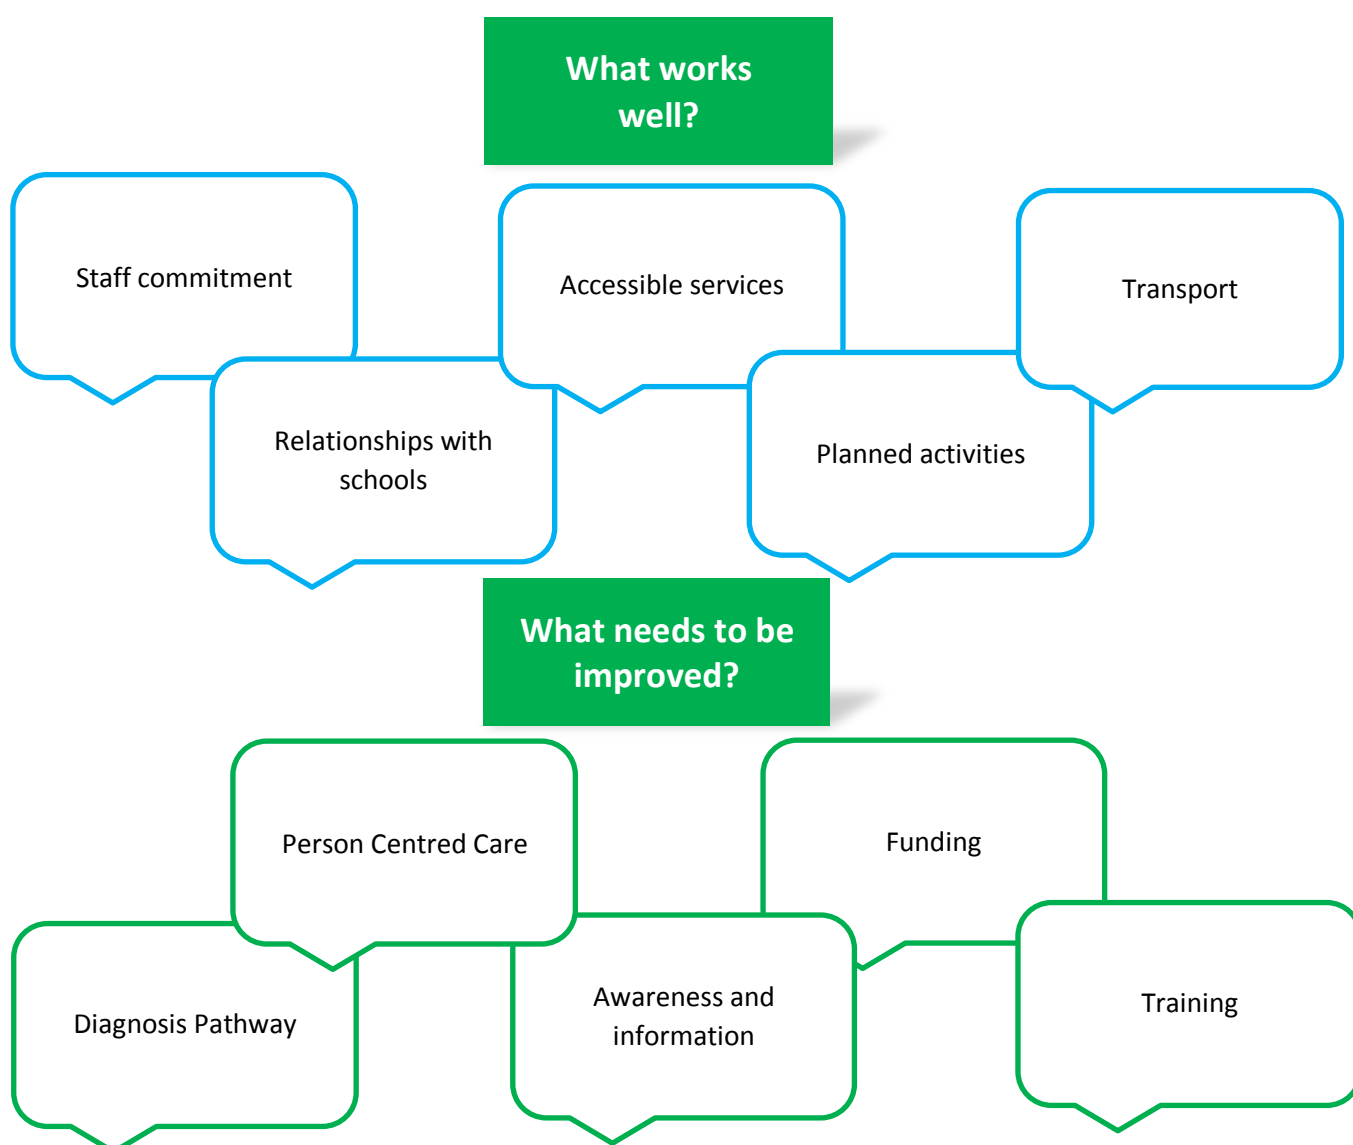 What works
well?
Staff commitment
Accessible services
Transport
Relationships with
schools
Planned activities
What needs to be
improved?
Person Centred Care
Funding
Diagnosis Pathway
Awareness and
information
Training